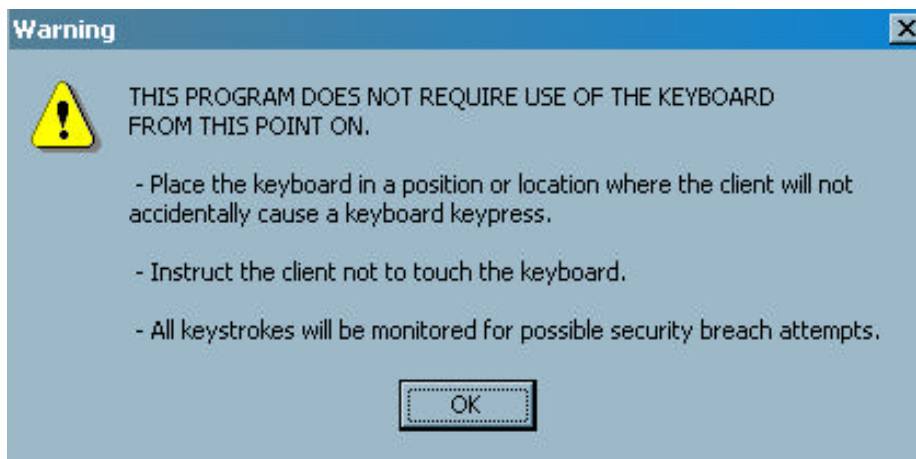 Warning
THIS PROGRAM DOES NOT REQUIRE USE OF THE KEYBOARD
FROM THIS POINT ON.
- Place the keyboard in a position or location where the client will not
accidentally cause a keyboard keypress.
- Instruct the client not to touch the keyboard.
- All keystrokes will be monitored for possible security breach attempts.
OK